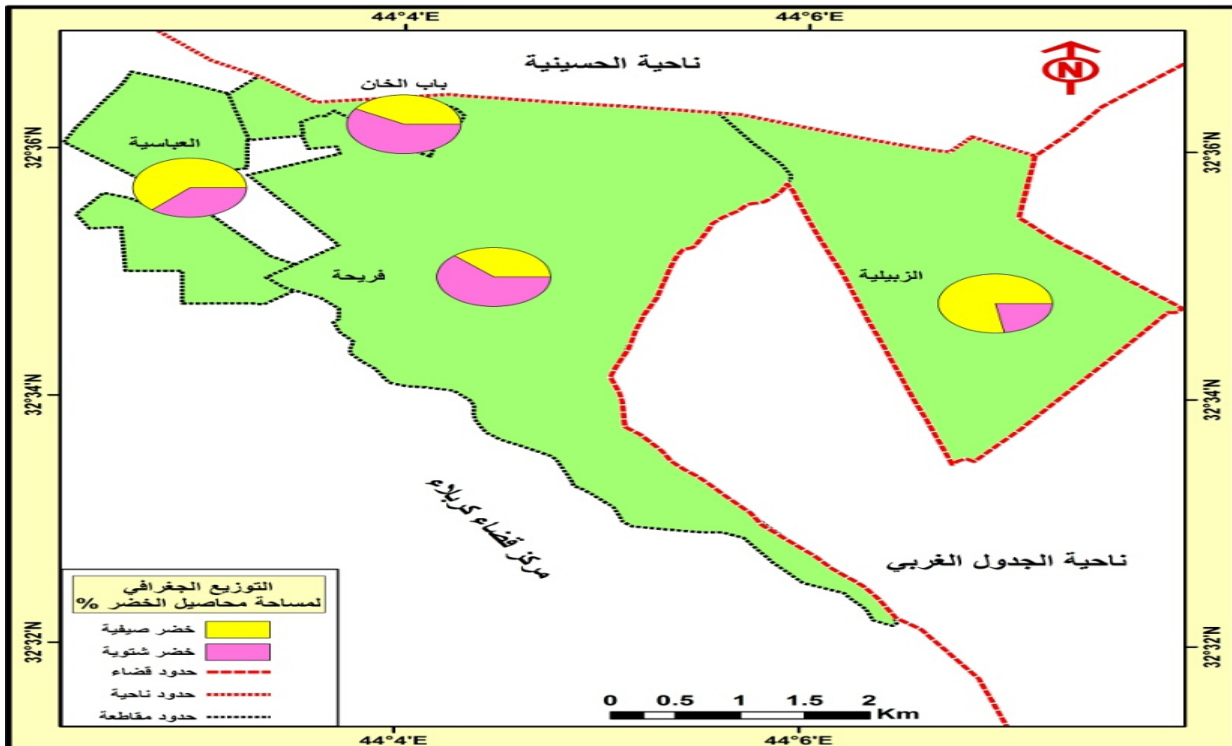 44°4'E
44°6'E
ناحية الحسينية
N
باب الخان
العباسية
32°36'N
32°36'N
فريحة
الزبيلية
32°34'N
32°34'N
مركز قضاء كربلاء
ناحية الجدول الغربي
التوزيع الجغرافي
لمساحة محاصيل الخضر %
خضر صيفية
خضر شتوية
حدود قضاء
حدود ناحية
حدود مقاطعة
32°32'N
32°32'N
0 0.5 1 1.5 2
Km
44°4'E
44°6'E